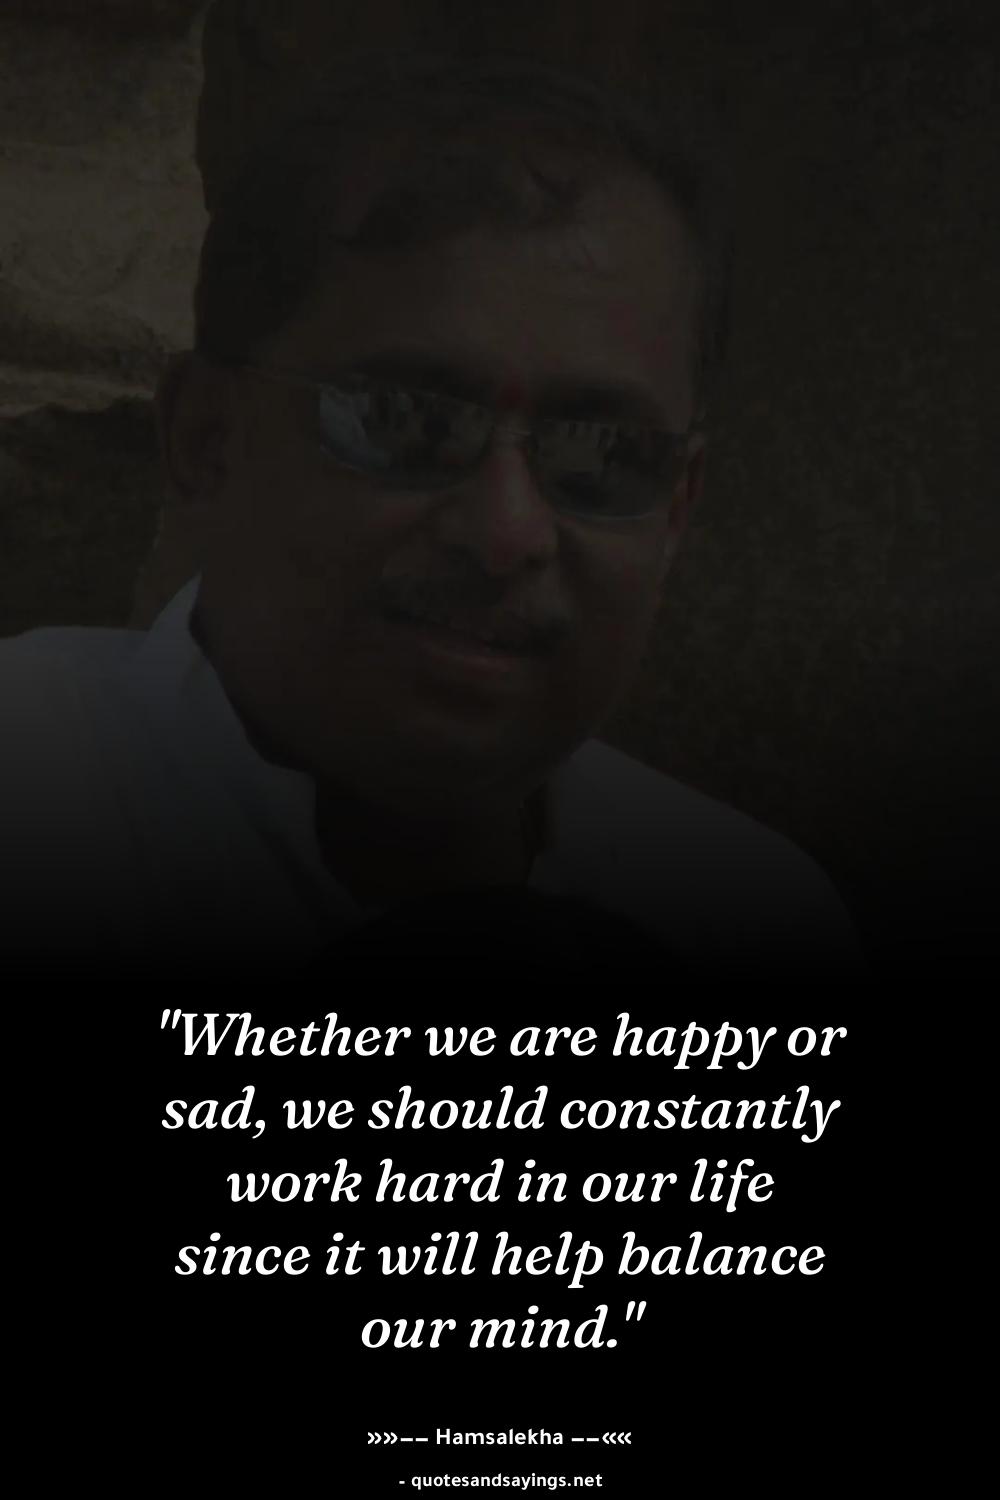 "Whether we are happy or
sad, we should constantly
work hard in our life
since it will help balance
our mind."
»»−− Hamsalekha −−««
- quotesandsayings.net